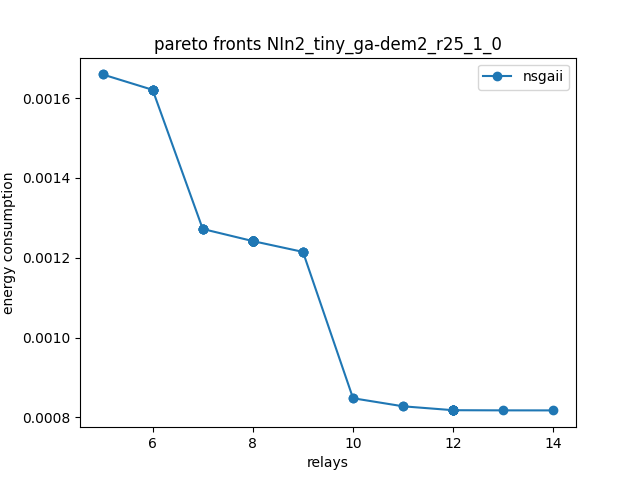 pareto fronts NIn2_tiny_ga-dem2_r25_1_0
nsgaii
energy consumption
0.0016
0.0014
0.0012
0.0010
0.0008
6 8 10 12 14
relays